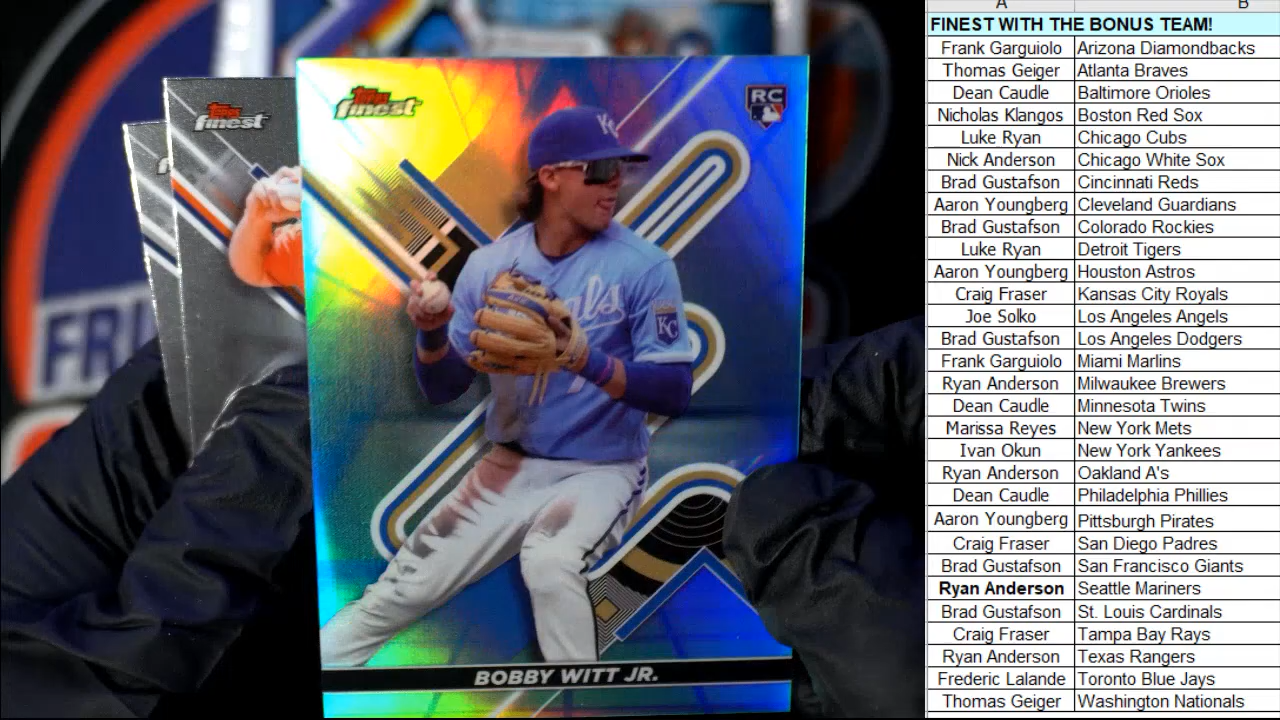 A B
FINEST WITH THE BONUS TEAM!
Frank Garguiolo Arizona Diamondbacks
Thomas Geiger Atlanta Braves
Dean Caudle Baltimore Orioles
Nicholas Klangos Boston Red Sox
Luke Ryan Chicago Cubs
Nick Anderson Chicago White Sox
Brad Gustafson Cincinnati Reds
Aaron Youngberg Cleveland Guardians
Brad Gustafson Colorado Rockies
Luke Ryan Detroit Tigers
Aaron Youngberg Houston Astros
Craig Fraser Kansas City Royals
Joe Solko Los Angeles Angels
Brad Gustafson Los Angeles Dodgers
Frank Garguiolo Miami Marlins
Ryan Anderson Milwaukee Brewers
Dean Caudle Minnesota Twins
Marissa Reyes New York Mets
Ivan Okun New York Yankees
Ryan Anderson Oakland A's
Dean Caudle Philadelphia Phillies
Aaron Youngberg Pittsburgh Pirates
Craig Fraser San Diego Padres
Brad Gustafson San Francisco Giants
Ryan Anderson Seattle Mariners
Brad Gustafson St. Louis Cardinals
Craig Fraser Tampa Bay Rays
Ryan Anderson Texas Rangers
Frederic Lalande Toronto Blue Jays
Thomas Geiger Washington Nationals
Topps
finest
Topps
finest
RC
KC
als
KC
BOBBY WITT JR.
FRI